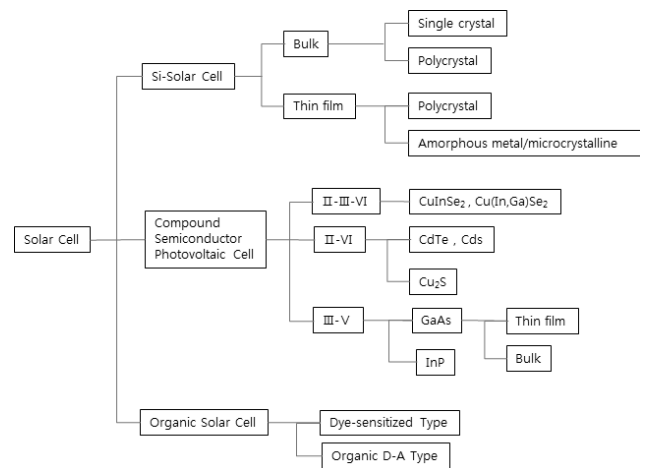 Single crystal
Bulk
Polycrystal
Si-Solar Cell
Thin film
Polycrystal
Amorphous metal/microcrystalline
Ⅱ-Ⅲ-Ⅵ
CuInSe₂ , Cu(In,Ga)Se₂
Solar Cell
Compound
Semiconductor
Photovoltaic Cell
Ⅱ-Ⅵ
CdTe , Cds
Cu₂S
Ⅲ-Ⅴ
GaAs
Thin film
InP
Bulk
Organic Solar Cell
Dye-sensitized Type
Organic D-A Type